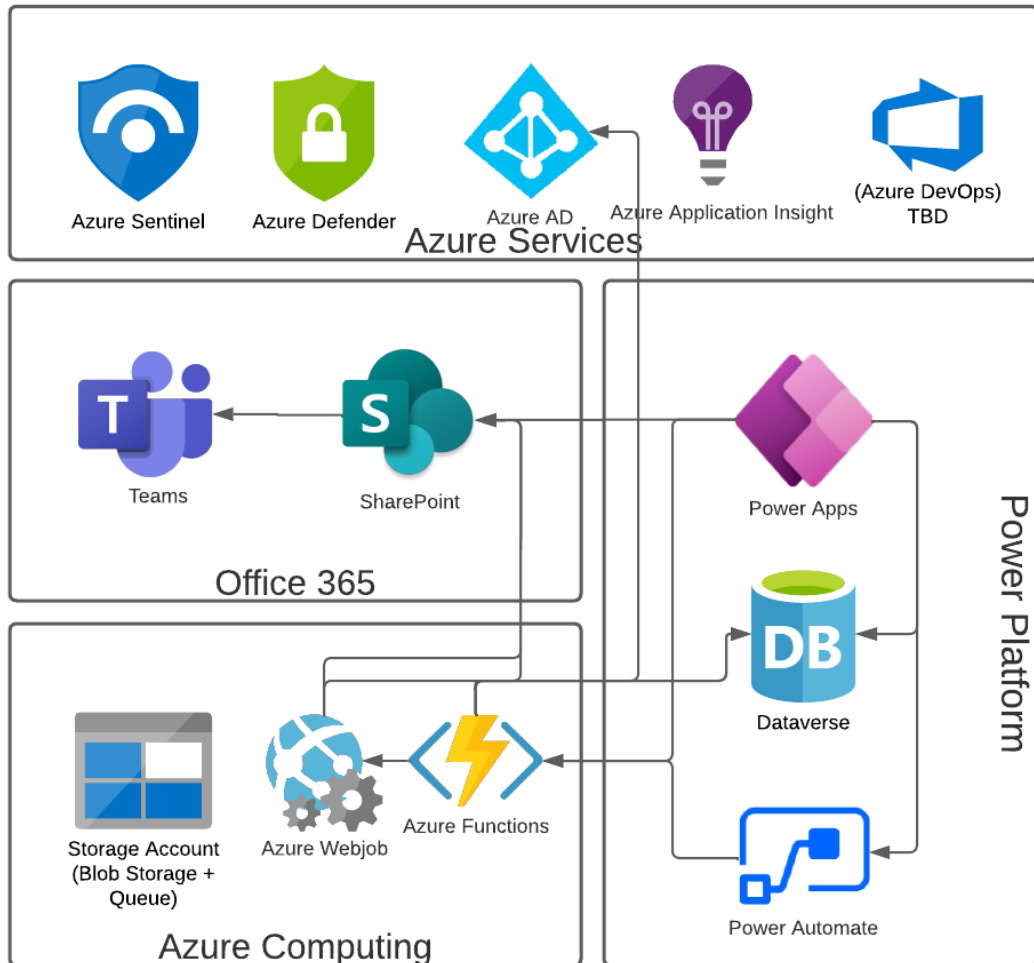 Azure Sentinel
Azure Defender
Azure AD
Azure Application Insight
(Azure DevOps)
TBD
Azure Services
T
Teams
S
SharePoint
Office 365
Power Apps
DB
Dataverse
Power Automate
Power Platform
Storage Account
(Blob Storage +
Queue)
Azure Webjob
Azure Functions
Azure Computing